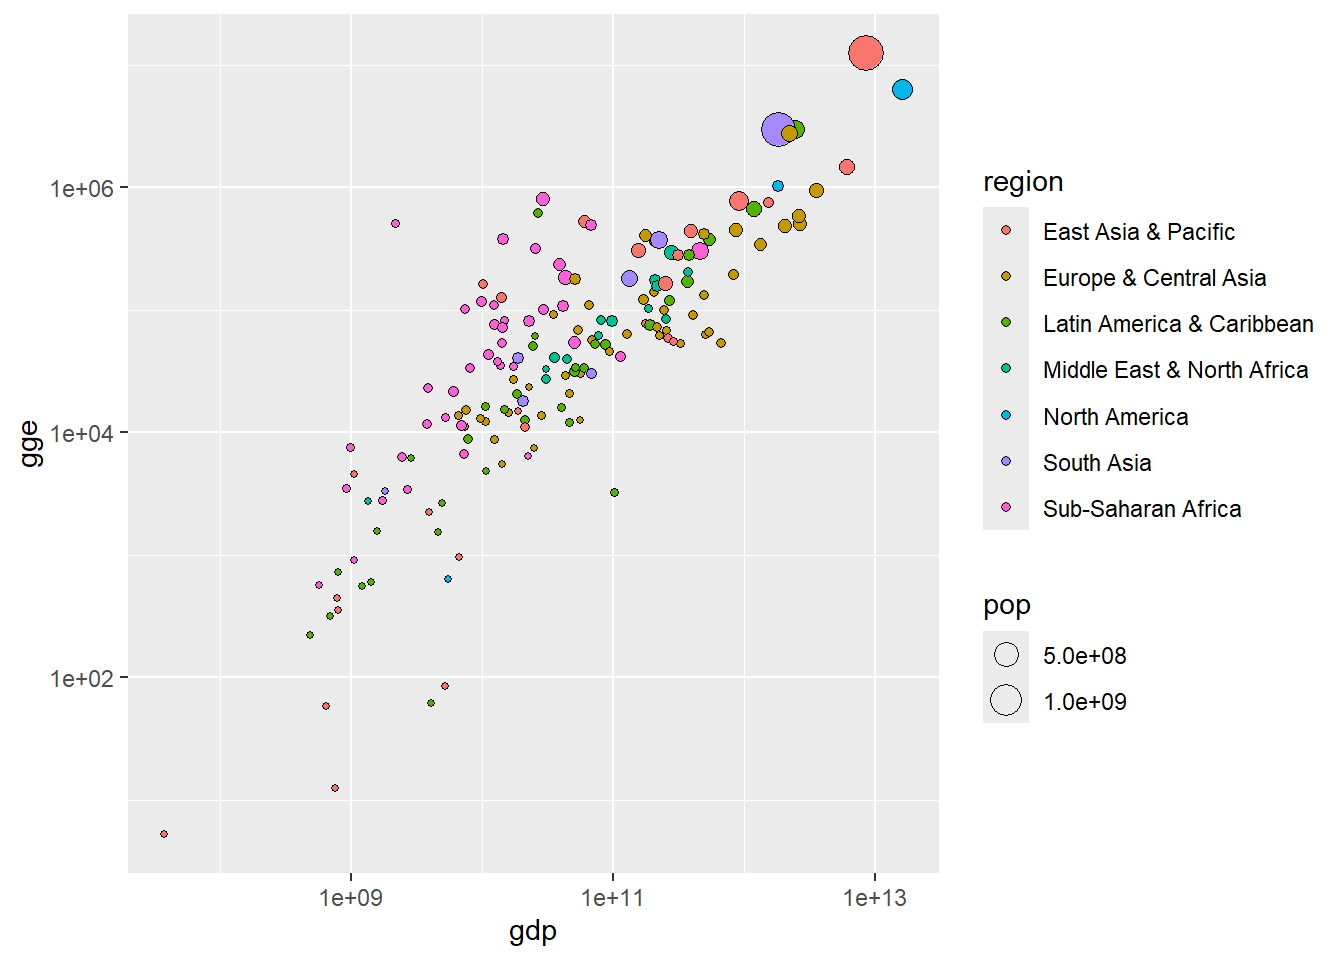 1e+06
1e+04
1e+02
gge
1e+09
1e+11
1e+13
gdp
region
East Asia & Pacific
Europe & Central Asia
Latin America & Caribbean
Middle East & North Africa
North America
South Asia
Sub-Saharan Africa
pop
5.0e+08
1.0e+09